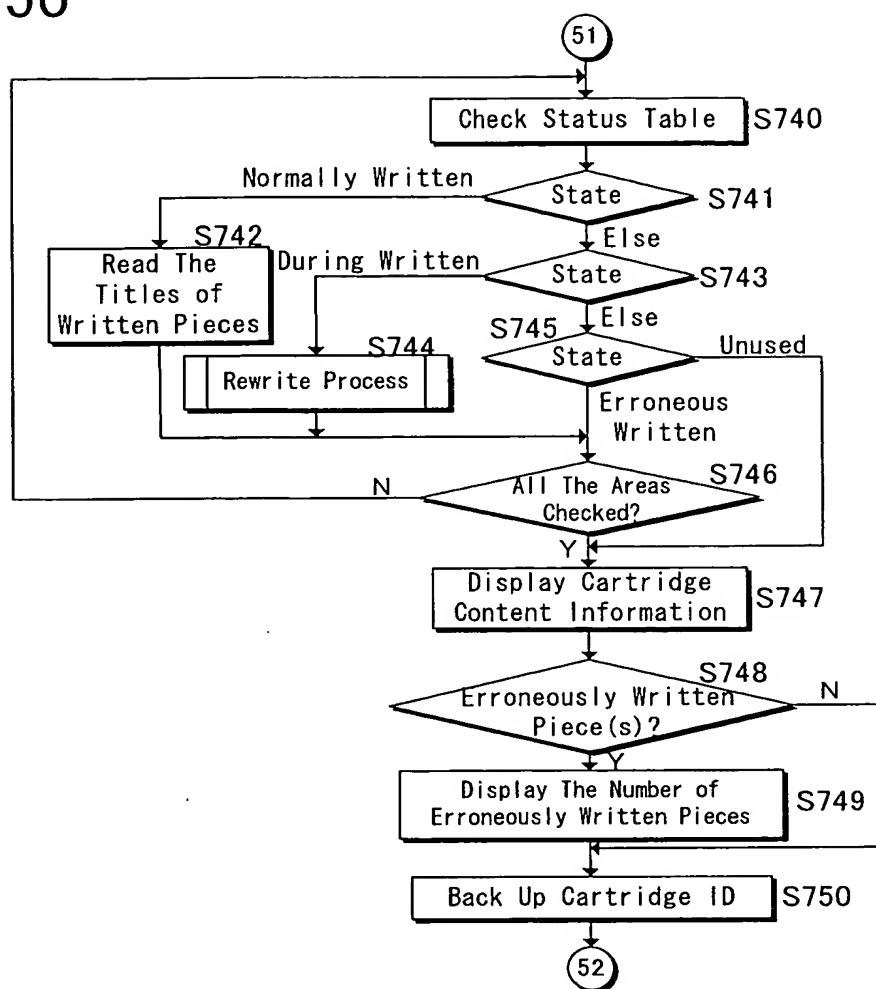 51
Check Status Table S740
Normally Written
State S741
S742
Else
Read The
Titles of
Written Pieces
During Written
State S743
Else
S745
State
Unused
S744
Rewrite Process
Erroneous
Written
S746
All The Areas
Checked?
N
Y
Display Cartridge
Content Information
S747
S748
Erroneously Written
Piece(s)?
N
Y
Display The Number of
Erroneously Written Pieces
S749
Back Up Cartridge ID S750
52